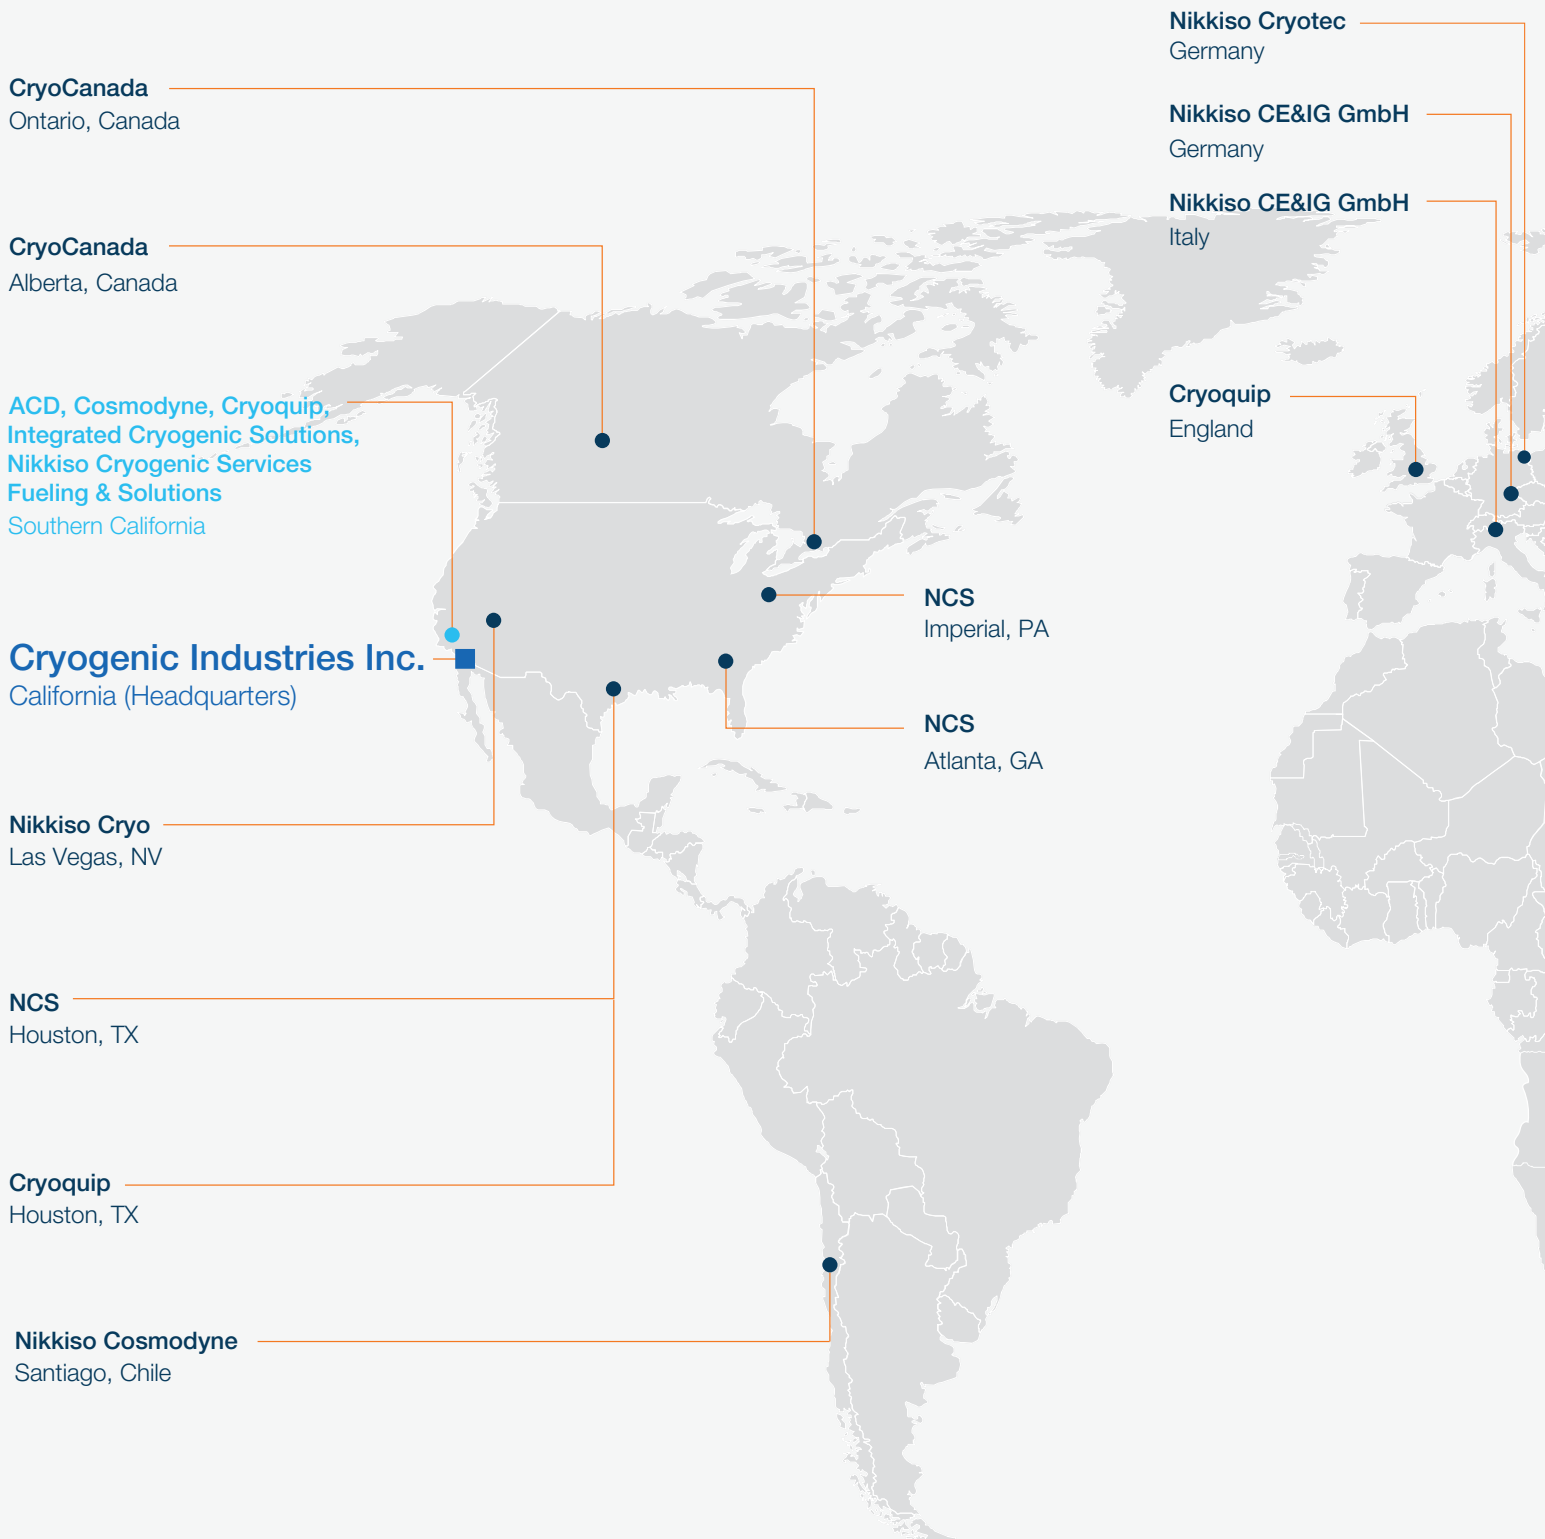 CryoCanada
Ontario, Canada
CryoCanada
Alberta, Canada
ACD, Cosmodyne, Cryoquip,
Integrated Cryogenic Solutions,
Nikkiso Cryogenic Services
Fueling & Solutions
Southern California
Cryogenic Industries Inc.
California (Headquarters)
Nikkiso Cryo
Las Vegas, NV
NCS
Houston, TX
Cryoquip
Houston, TX
Nikkiso Cosmodyne
Santiago, Chile
NCS
Imperial, PA
NCS
Atlanta, GA
Nikkiso Cryotec
Germany
Nikkiso CE&IG GmbH
Germany
Nikkiso CE&IG GmbH
Italy
Cryoquip
England